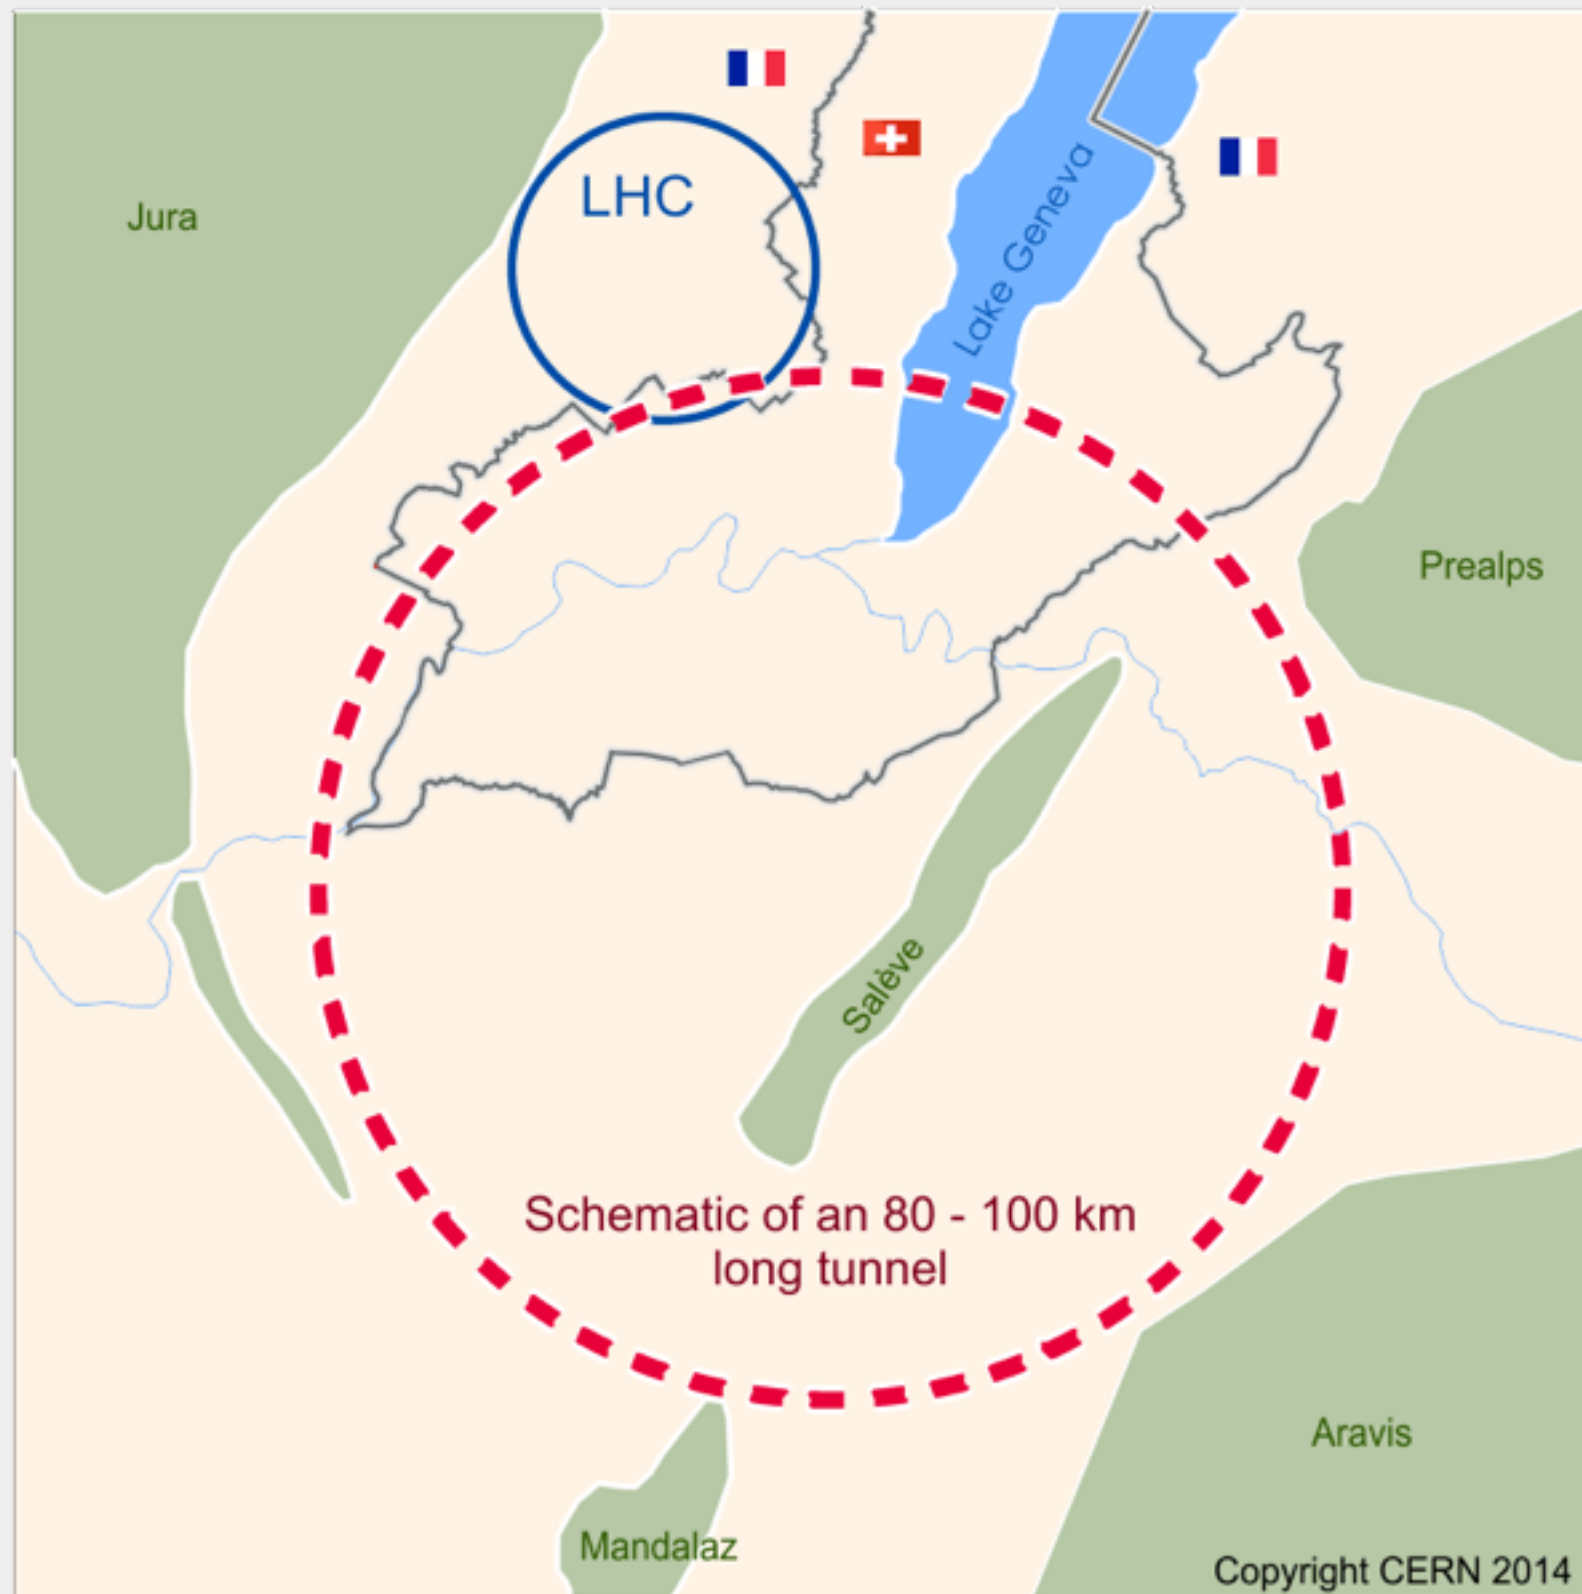 LHC
Jura
Lake Geneva
Prealps
Salève
Schematic of an 80 - 100 km
long tunnel
Aravis
Mandalaz
Copyright CERN 2014